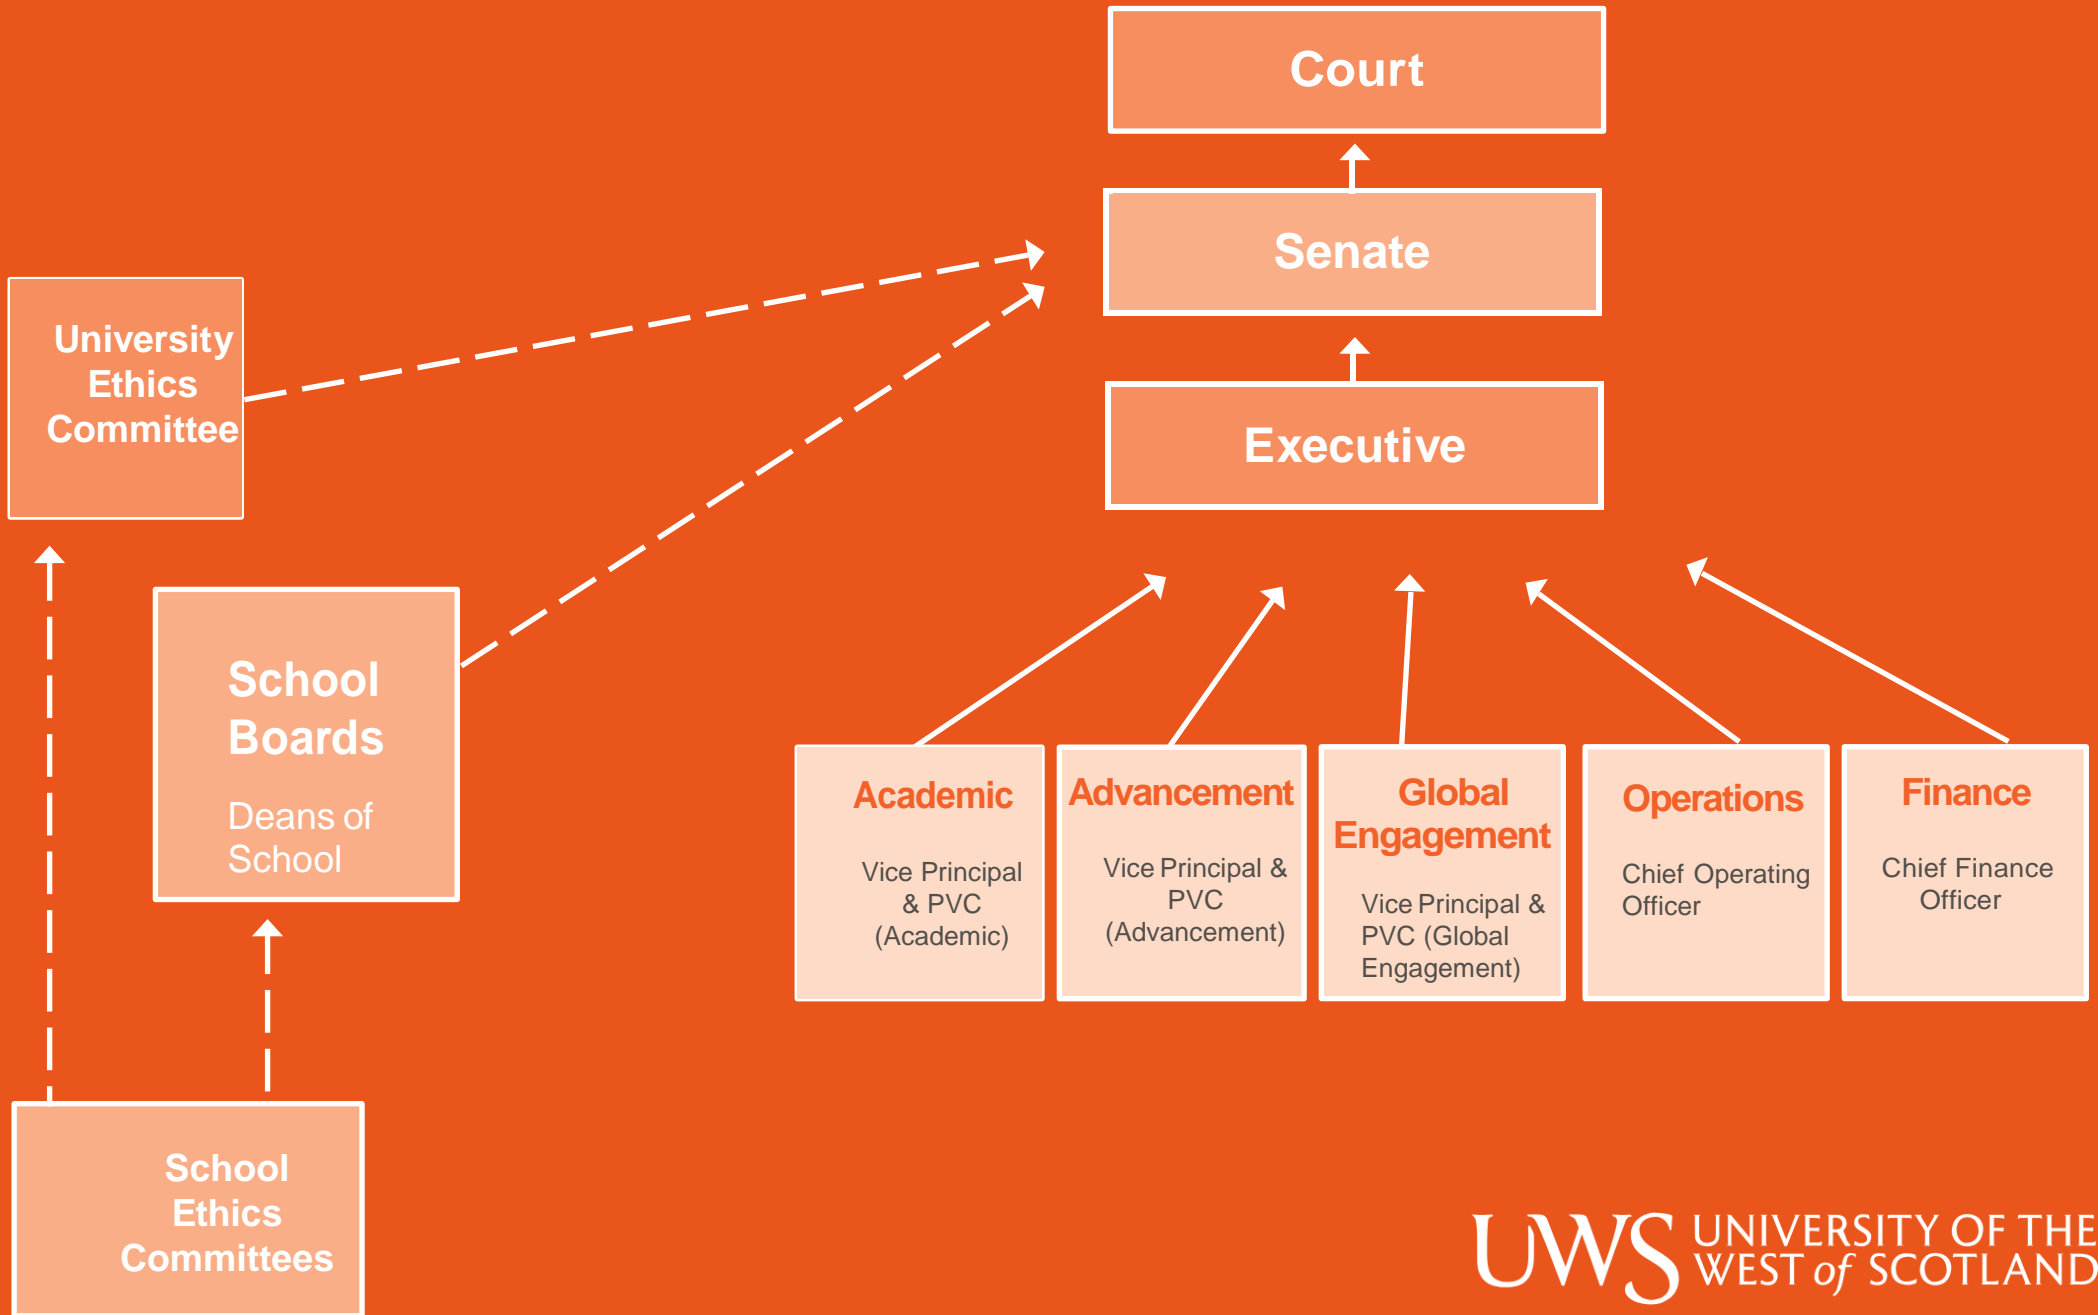 Court
Senate
Executive
University
Ethics
Committee
School
Boards
Deans of
School
School
Ethics
Committees
Academic
Vice Principal
& PVC
(Academic)
Advancement
Vice Principal &
PVC
(Advancement)
Global
Engagement
Vice Principal &
PVC (Global
Engagement)
Operations
Chief Operating
Officer
Finance
Chief Finance
Officer
UWS
UNIVERSITY OF THE
WEST of SCOTLAND